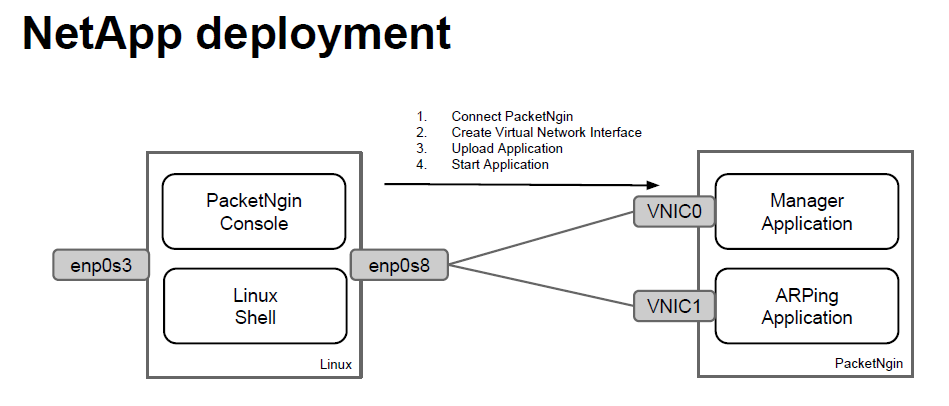 NetApp deployment
1. Connect PacketNgin
2. Create Virtual Network Interface
3. Upload Application
4. Start Application
PacketNgin
Console
Linux
Shell
Linux
enp0s3
enp0s8
VNIC0
VNIC1
Manager
Application
ARPing
Application
PacketNgin